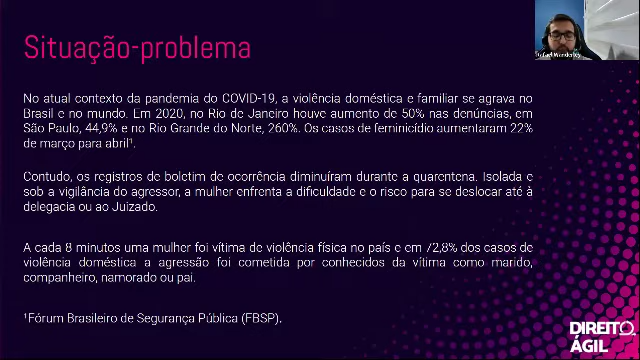 Situação-problema
Rafael Wanderley
No atual contexto da pandemia do COVID-19, a violência doméstica e familiar se agrava no
Brasil e no mundo. Em 2020, no Rio de Janeiro houve aumento de 50% nas denúncias, em
São Paulo, 44,9% e no Rio Grande do Norte, 260%. Os casos de feminicídio aumentaram 22%
de março para abril¹.
Contudo, os registros de boletim de ocorrência diminuíram durante a quarentena. Isolada e
sob a vigilância do agressor, a mulher enfrenta a dificuldade e o risco para se deslocar até à
delegacia ou ao Juizado.
A cada 8 minutos uma mulher foi vítima de violência física no país e em 72,8% dos casos de
violência doméstica a agressão foi cometida por conhecidos da vítima como marido,
companheiro, namorado ou pai.
¹Fórum Brasileiro de Segurança Pública (FBSP).
DIREITO
ÁGIL